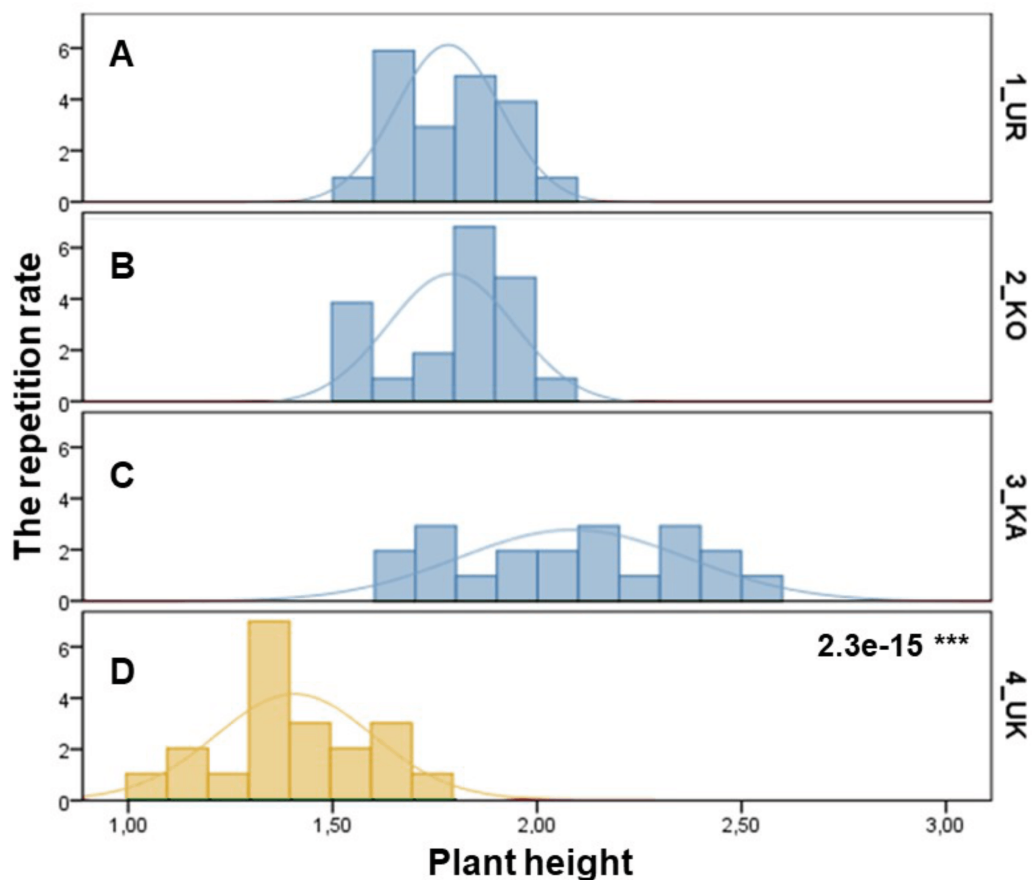 The repetition rate
A
6
4
2
0
1_UR
B
6
4
2
0
2_KO
C
6
4
2
0
3_KA
D
2.3e-15 ***
6
4
2
0
4_UK
1,00 1,50 2,00 2,50 3,00
Plant height